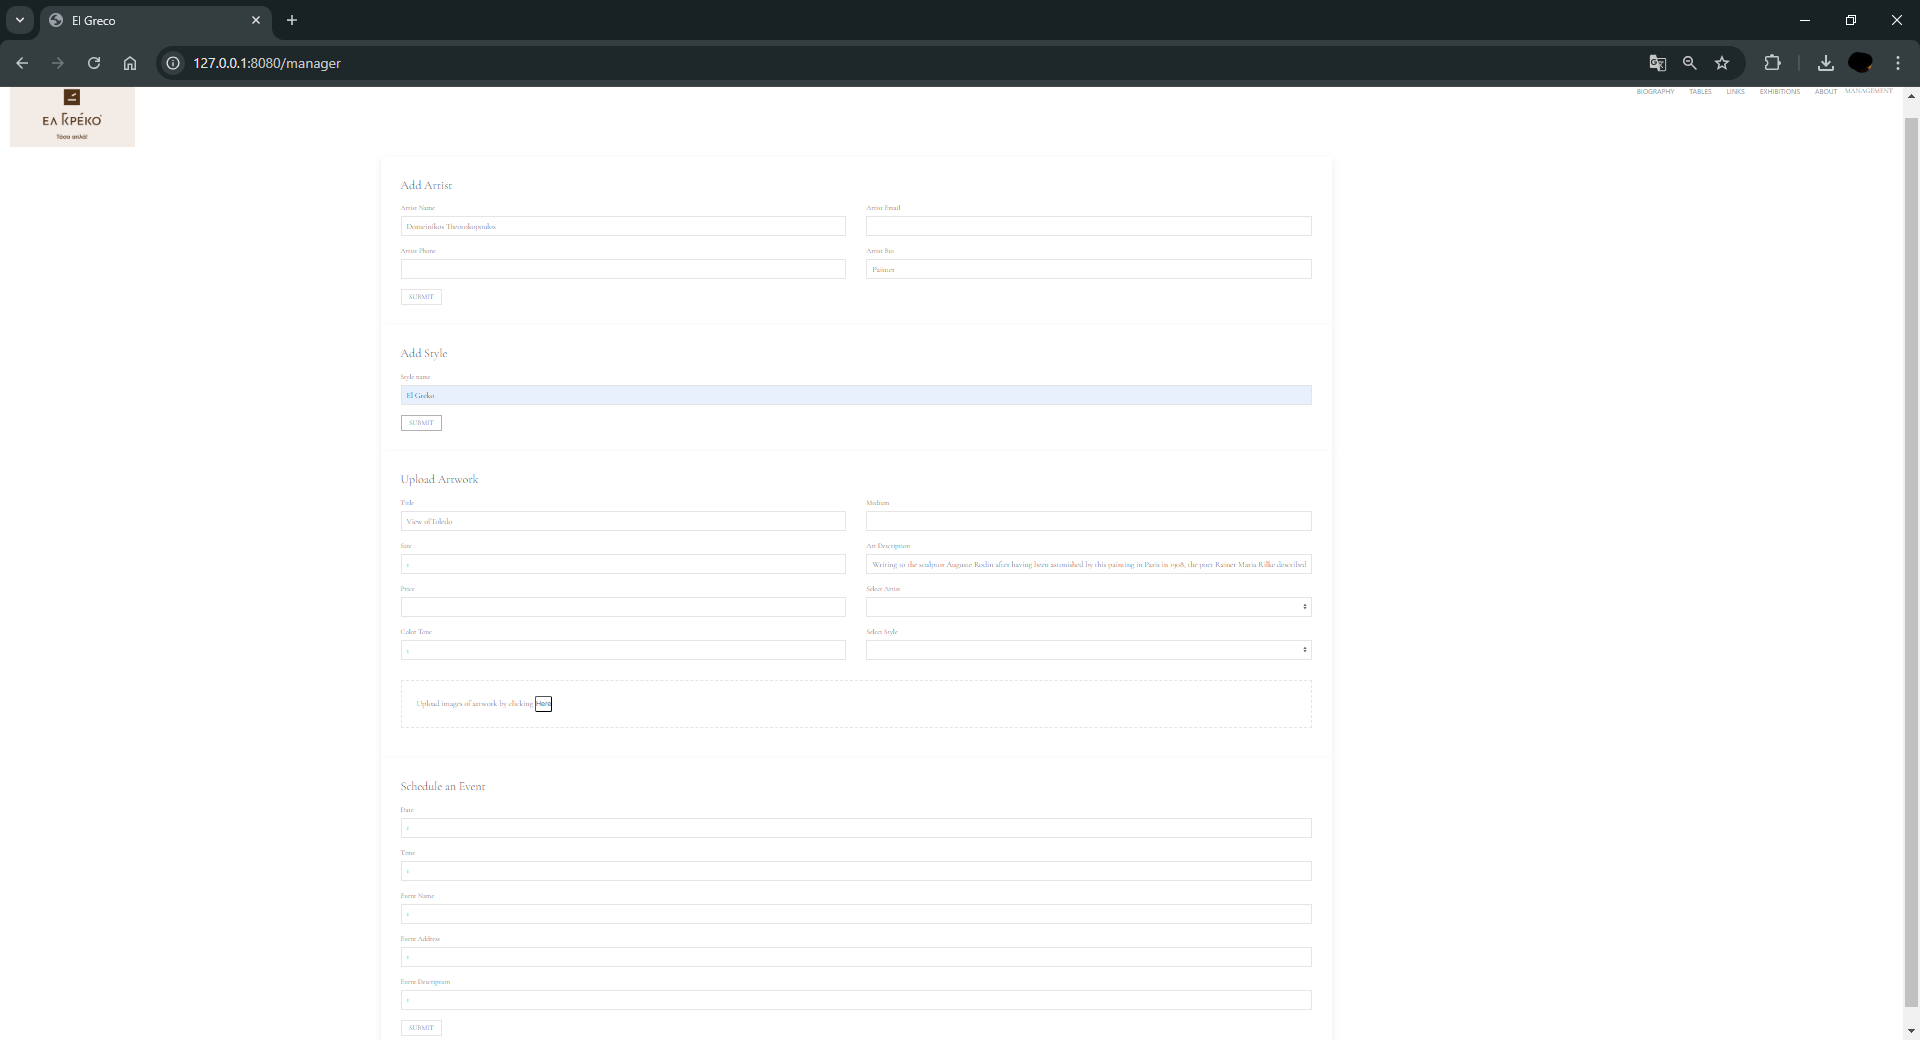 El Greco
127.0.0.1:8080/manager
ΕΛ ΓΚΡΕΚΟ
Τόσο απλά!
BIOGRAPHY TABLES LINKS EXHIBITIONS ABOUT MANAGEMENT
Add Artist
Artist Name Artist Email
Domeinikos Theotokopoulos
Artist Phone Artist Bio
Painter
SUBMIT
Add Style
Style name
El Greko
SUBMIT
Upload Artwork
Title Medium
View of Toledo
Size Art Description
Writing to the sculptor Auguste Rodin after having been astonished by this painting in Paris in 1908, the poet Rainer Maria Rilke described
Price Select Artist
Color Tone Select Style
Upload images of artwork by clicking Here
Schedule an Event
Date
Time
Event Name
Event Address
Event Description
SUBMIT